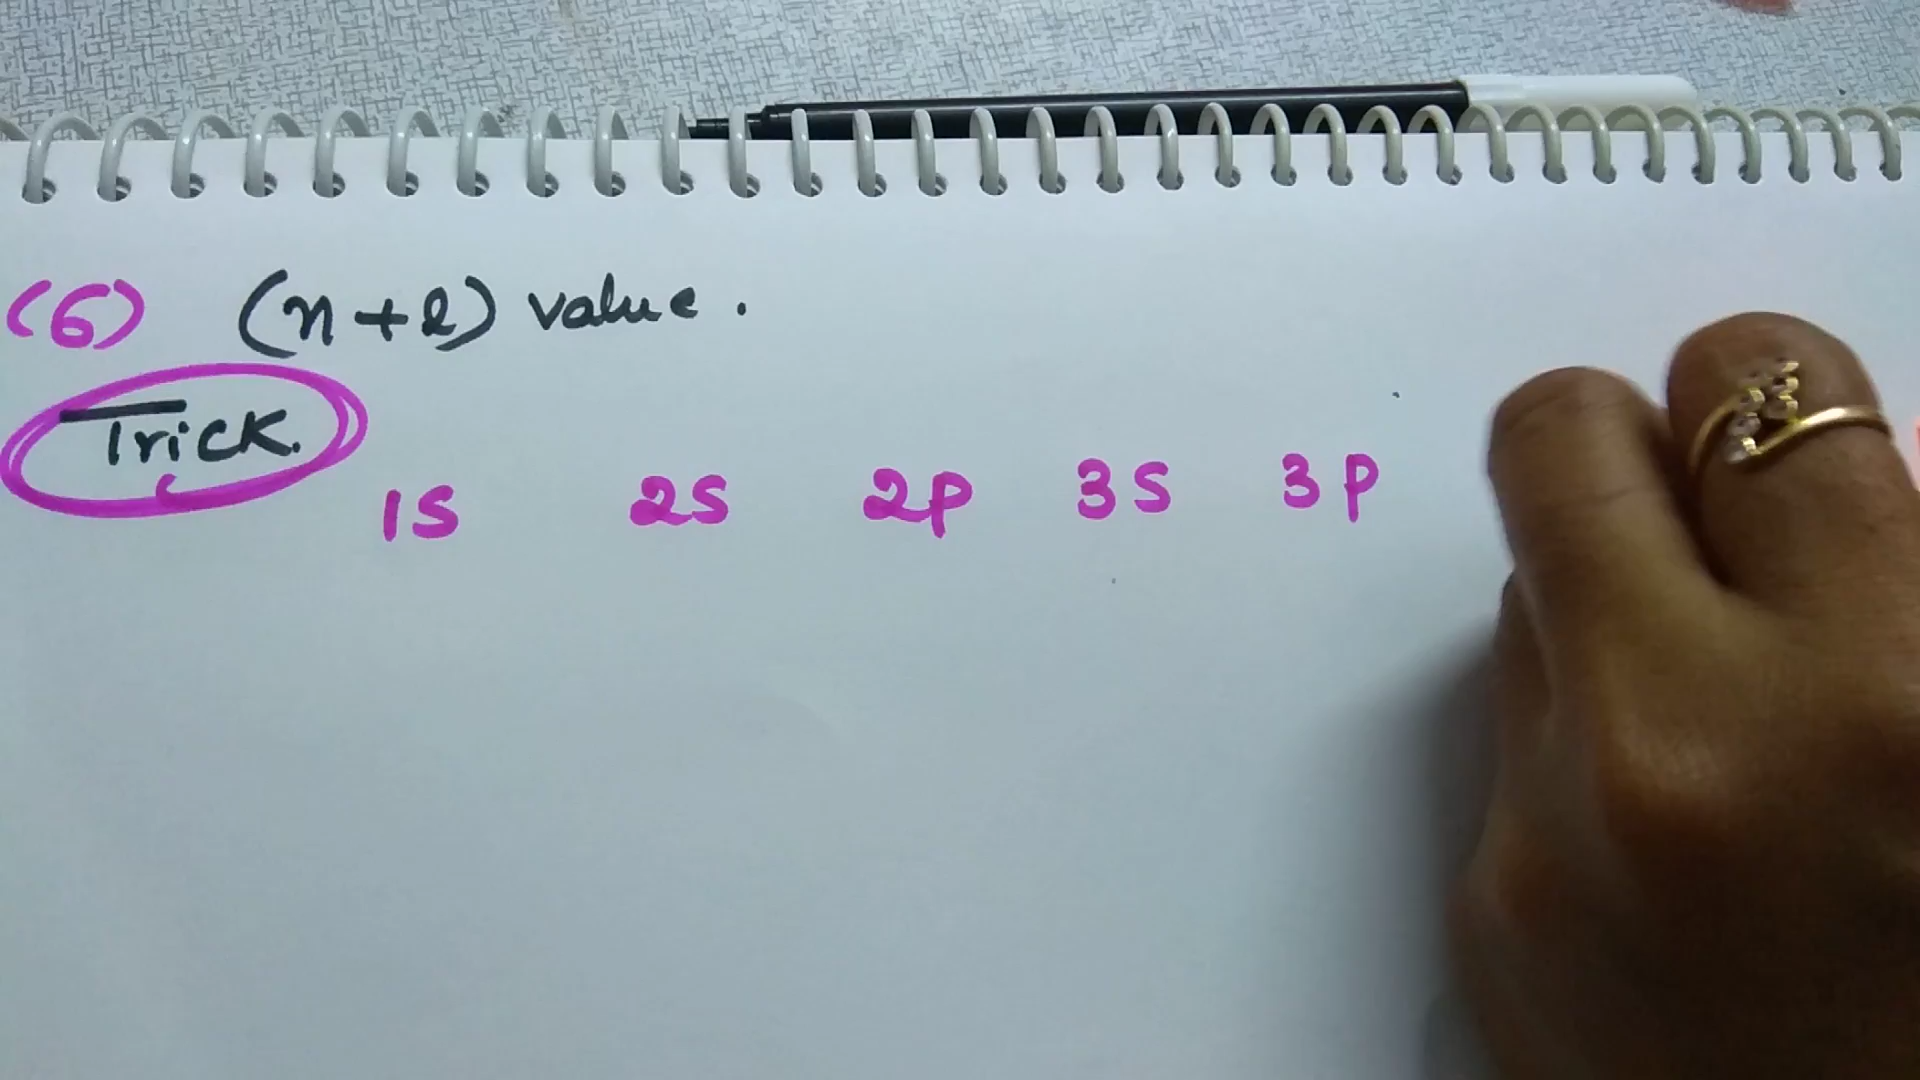 (6) (n+l) value.
Trick.
1s 2s 2p 3s 3p